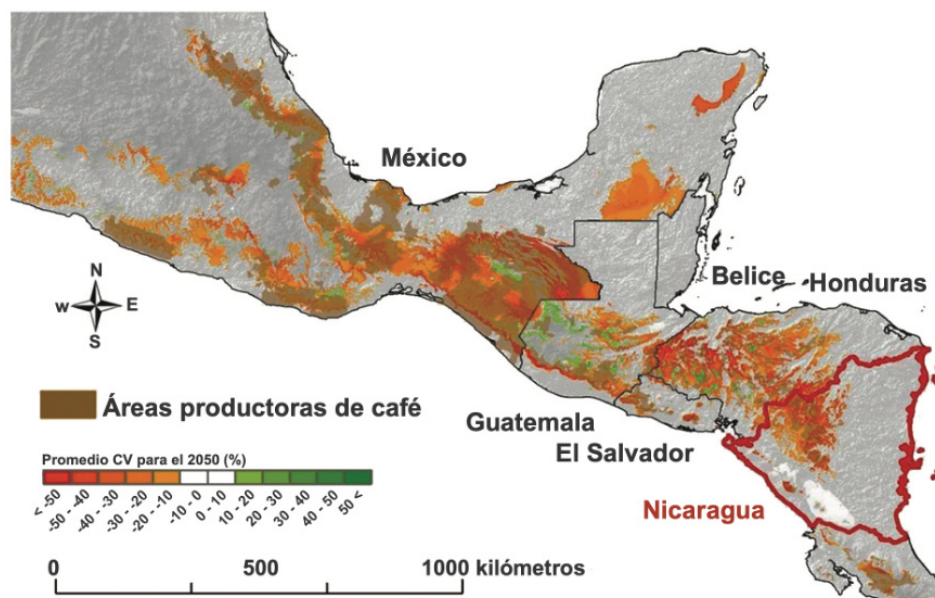 México
N
W E
S
Belice
Honduras
Áreas productoras de café
Guatemala
El Salvador
Promedio CV para el 2050 (%)
< -50
-50 - -40
-40 - -30
-30 - -20
-20 - -10
-10 - 0
0 - 10
10 - 20
20 - 30
30 - 40
40 - 50
50 <
Nicaragua
0 500 1000 kilómetros